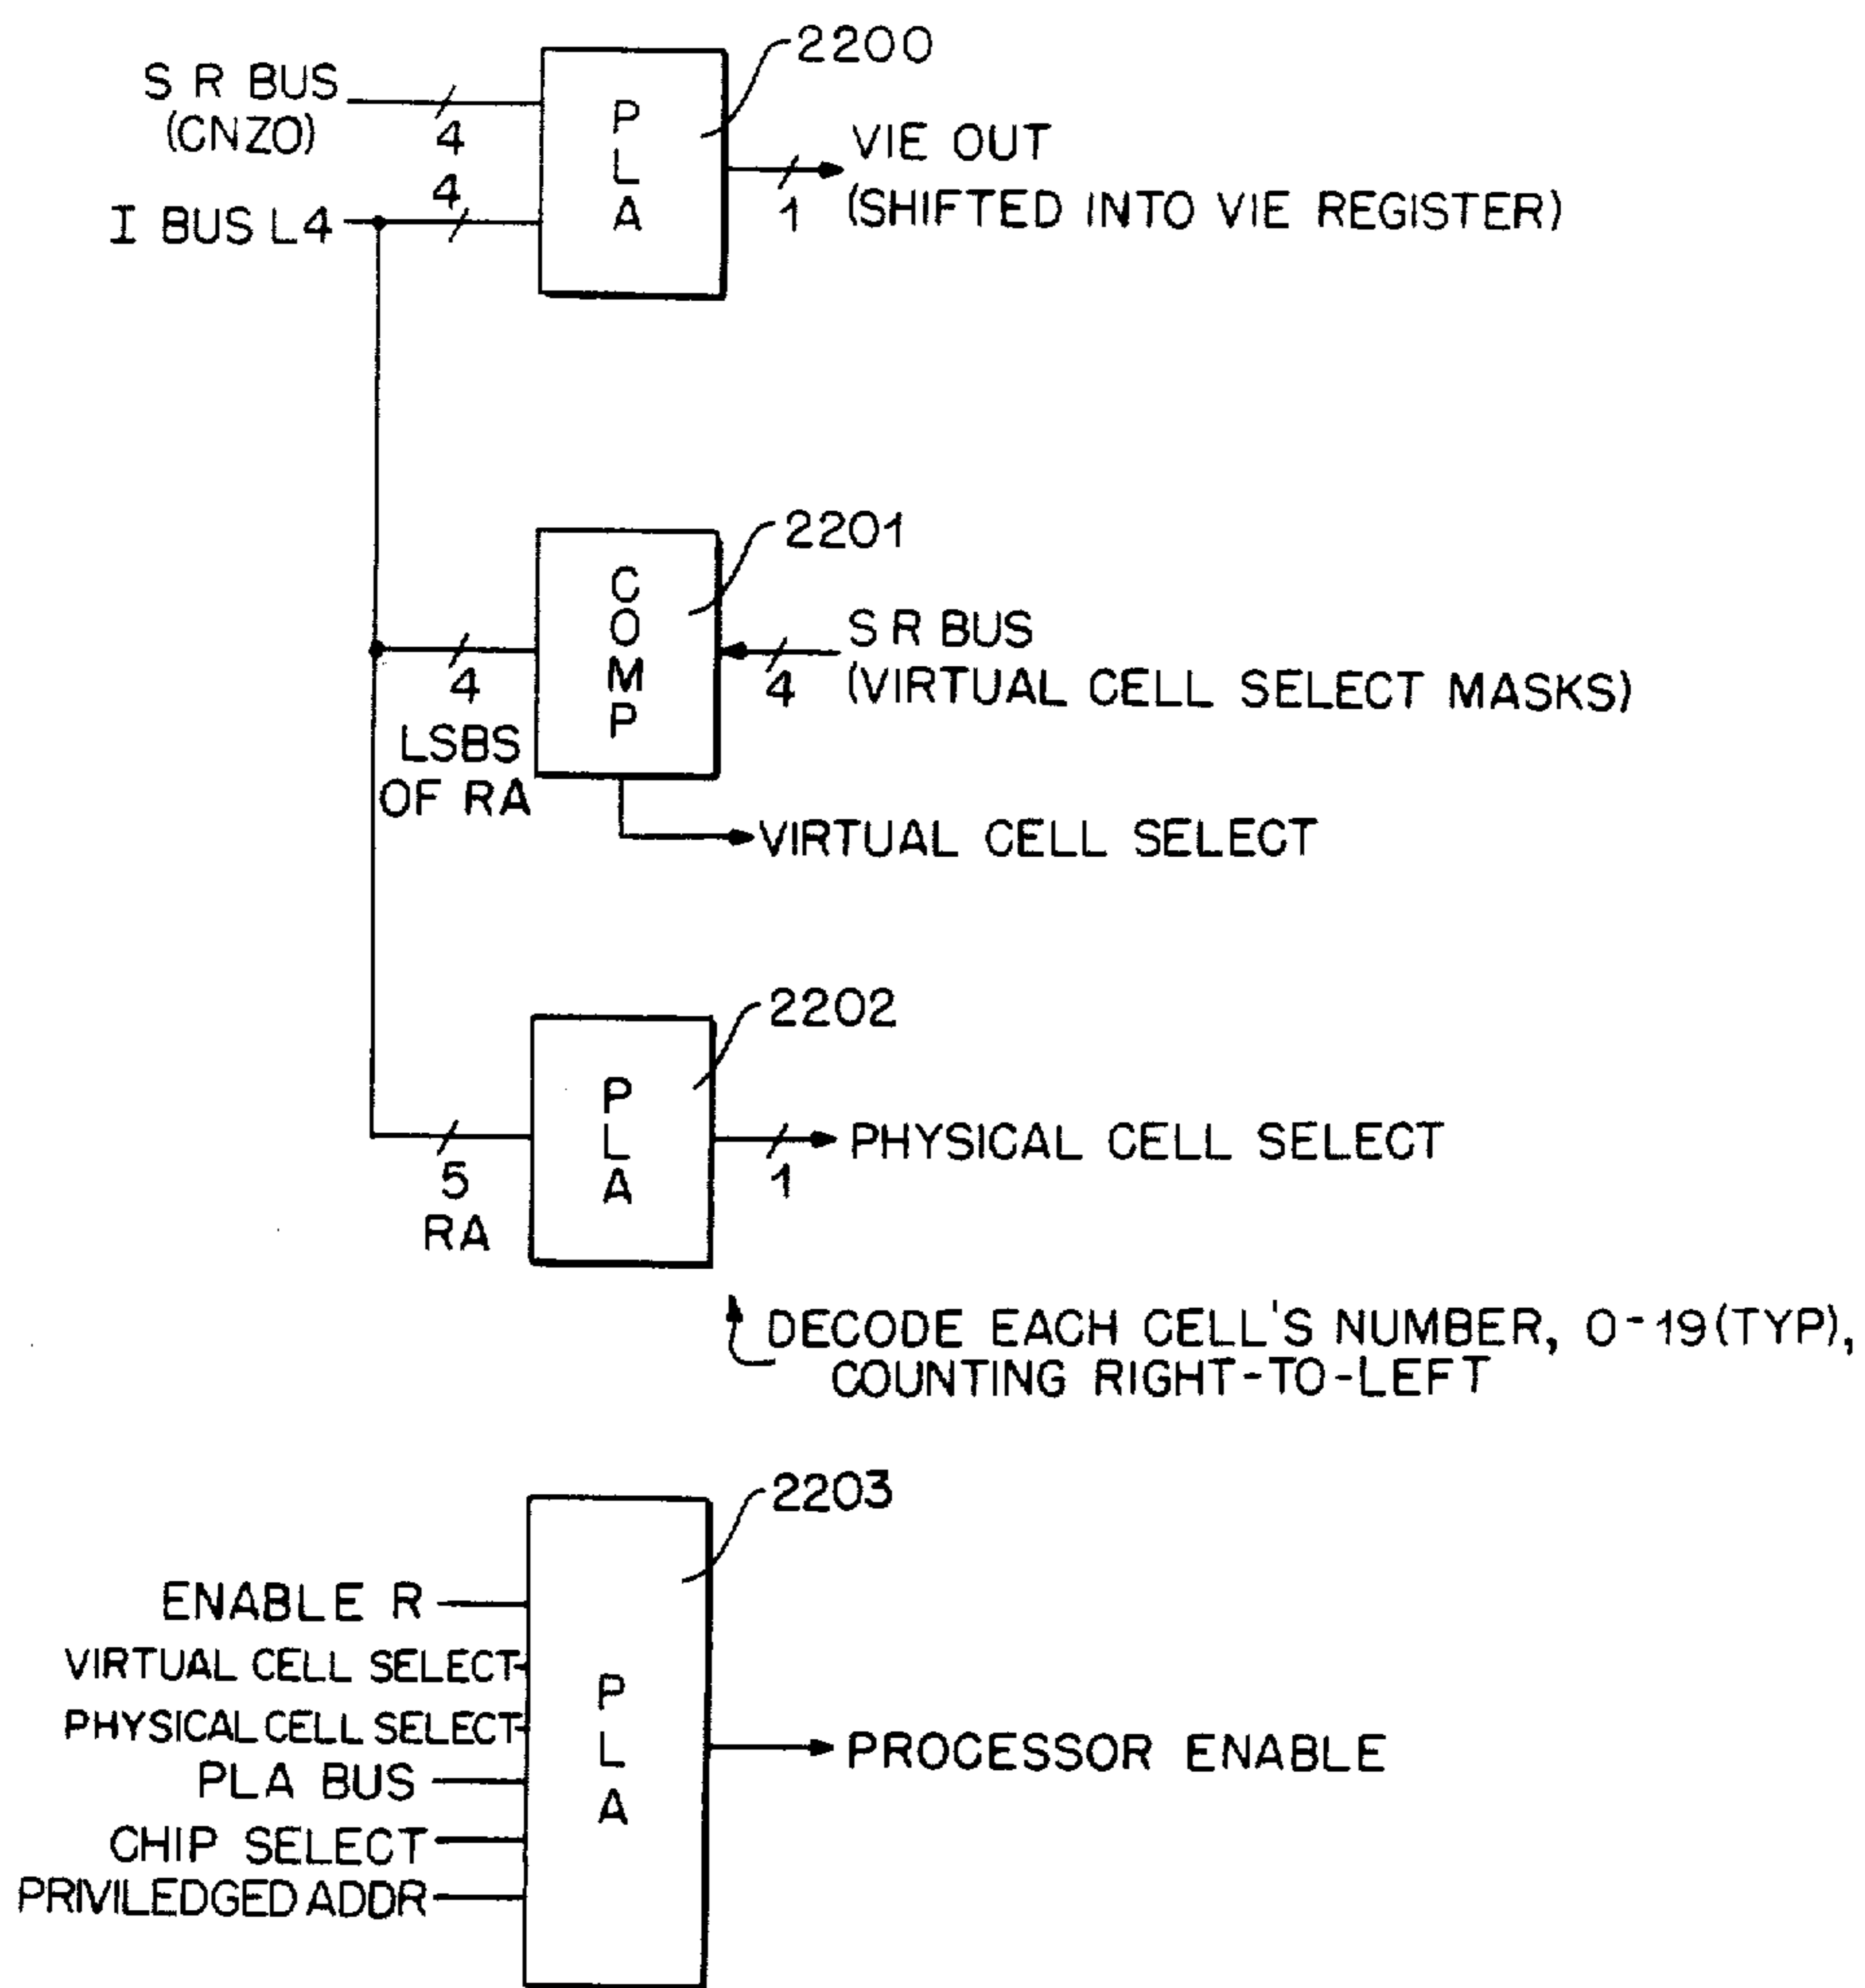 2200
S R BUS
(CNZO)
4
P
L
A
VIE OUT
(SHIFTED INTO VIE REGISTER)
1
4
I BUS L4
2201
C
O
M
P
4
LSBS
OF RA
S R BUS
(VIRTUAL CELL SELECT MASKS)
4
VIRTUAL CELL SELECT
2202
P
L
A
5
RA
1
PHYSICAL CELL SELECT
DECODE EACH CELL'S NUMBER, 0-19(TYP),
COUNTING RIGHT-TO-LEFT
2203
ENABLE R
VIRTUAL CELL SELECT
PHYSICAL CELL SELECT
PLA BUS
CHIP SELECT
PRIVILEDGED ADDR
P
L
A
PROCESSOR ENABLE